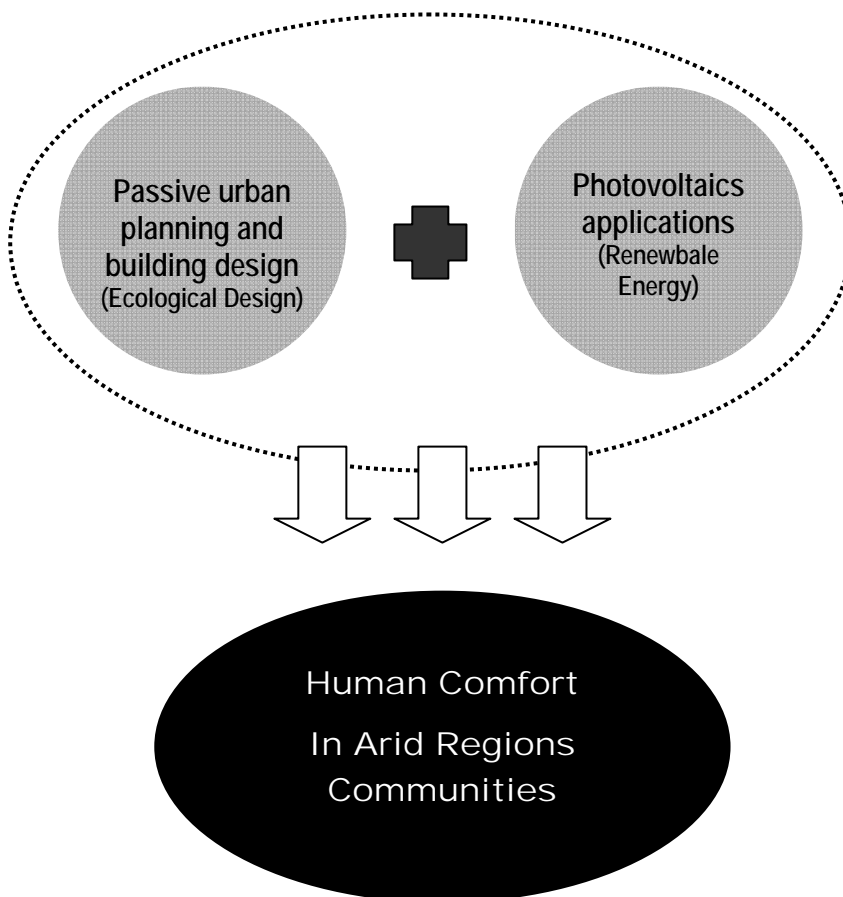 Passive urban
planning and
building design
(Ecological Design)
Photovoltaics
applications
(Renewbale
Energy)
Human Comfort
In Arid Regions
Communities